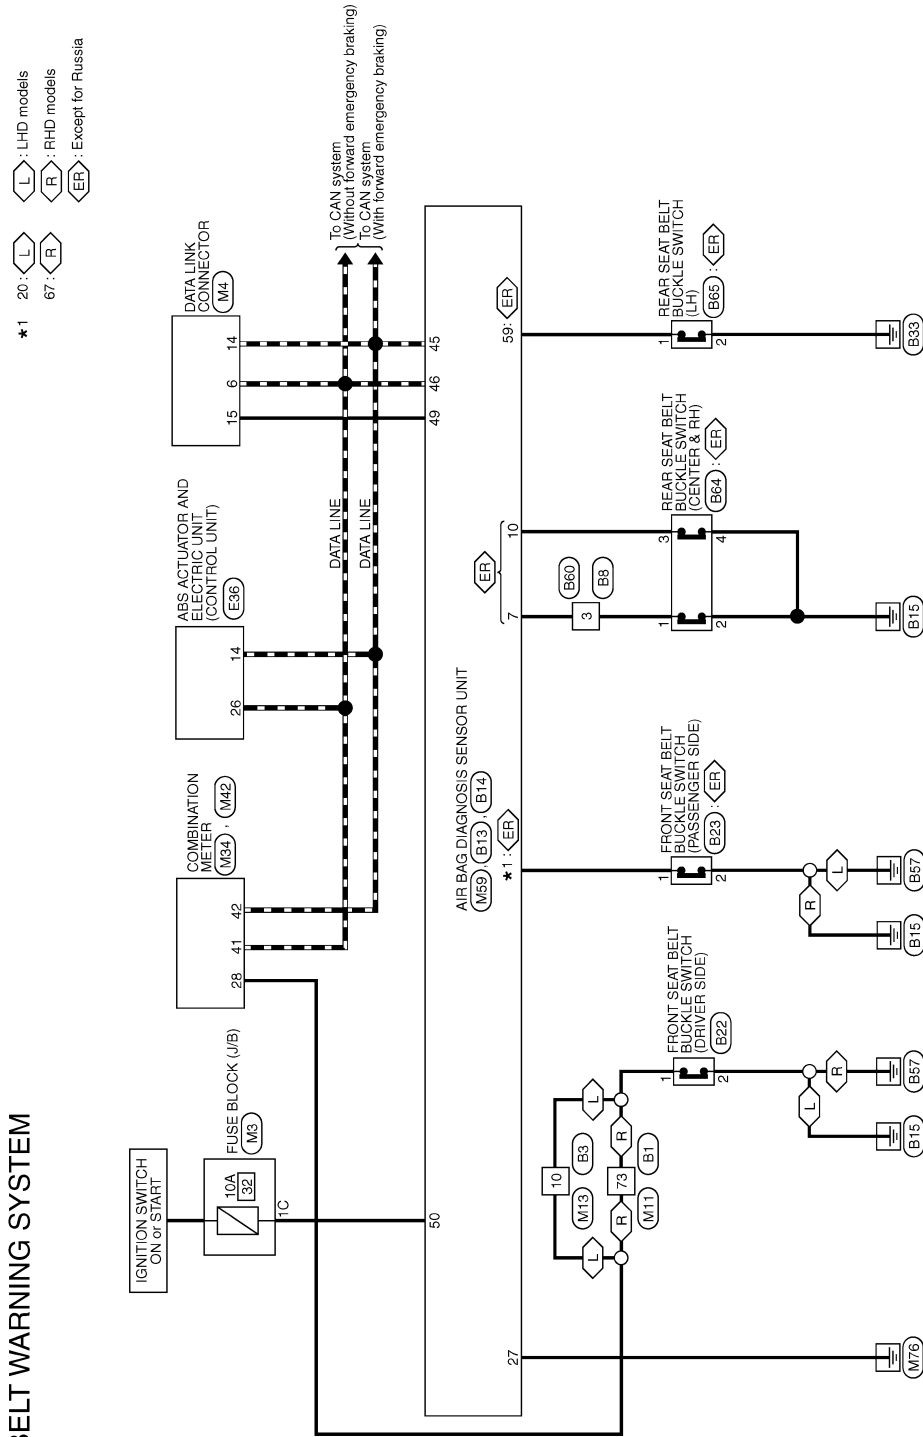 BELT WARNING SYSTEM
★1 20: L 67: R
L : LHD models
R : RHD models
ER : Except for Russia
IGNITION SWITCH
ON or START
FUSE BLOCK (J/B)
M3
10A
32
1C
COMBINATION
METER
M34 , M42
28 41 42
ABS ACTUATOR AND
ELECTRIC UNIT
(CONTROL UNIT)
E36
26 14
DATA LINK
CONNECTOR
M4
15 6 14
DATA LINE
DATA LINE
To CAN system
(Without forward emergency braking)
To CAN system
(With forward emergency braking)
50 49 46 45
AIR BAG DIAGNOSIS SENSOR UNIT
M59 , B13 , B14
27
★1 : ER
ER
7 10
59: ER
L L
10
M13 B3
R 73 R
M11 B1
B60 B8
3
FRONT SEAT BELT
BUCKLE SWITCH
(DRIVER SIDE)
B22
1
2
FRONT SEAT BELT
BUCKLE SWITCH
(PASSENGER SIDE)
B23 : ER
1
2
REAR SEAT BELT
BUCKLE SWITCH
(CENTER & RH)
B64 : ER
1 3
2 4
REAR SEAT BELT
BUCKLE SWITCH
(LH)
B65 : ER
1
2
L R
R L
M76
B15
B57
B15
B57
B15
B33